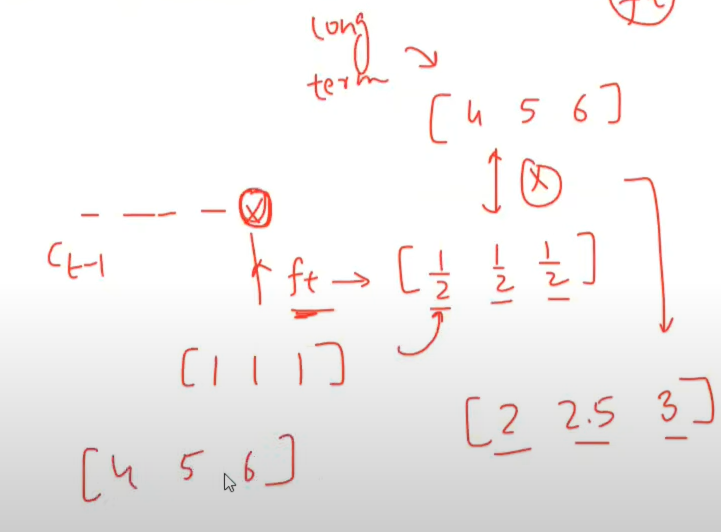 long
term
[4 5 6]
×
×
C_{t-1}
f_t → [1/2 1/2 1/2]
[1 1 1]
[2 2.5 3]
[4 5 6]